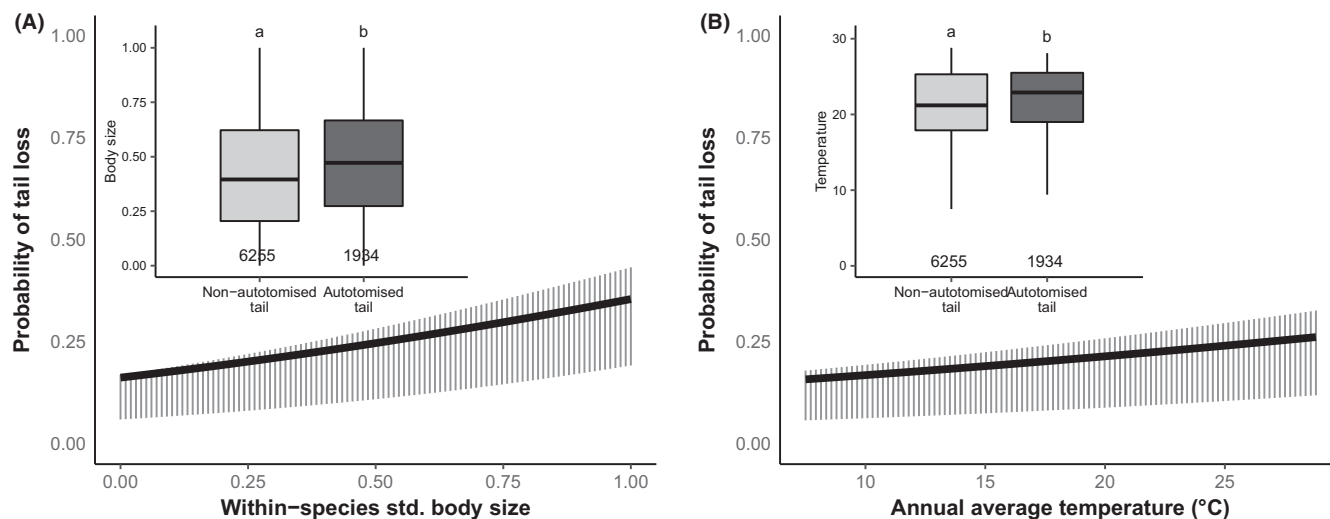 (A)
Probability of tail loss
1.00
0.75
0.50
0.25
0.00
0.00 0.25 0.50 0.75 1.00
Within−species std. body size
Body size
1.00
0.75
0.50
0.25
0.00
a b
6255 1934
Non−autotomised Autotomised
tail tail
(B)
Probability of tail loss
1.00
0.75
0.50
0.25
0.00
10 15 20 25
Annual average temperature (°C)
Temperature
30
20
10
0
a b
6255 1934
Non−autotomised Autotomised
tail tail